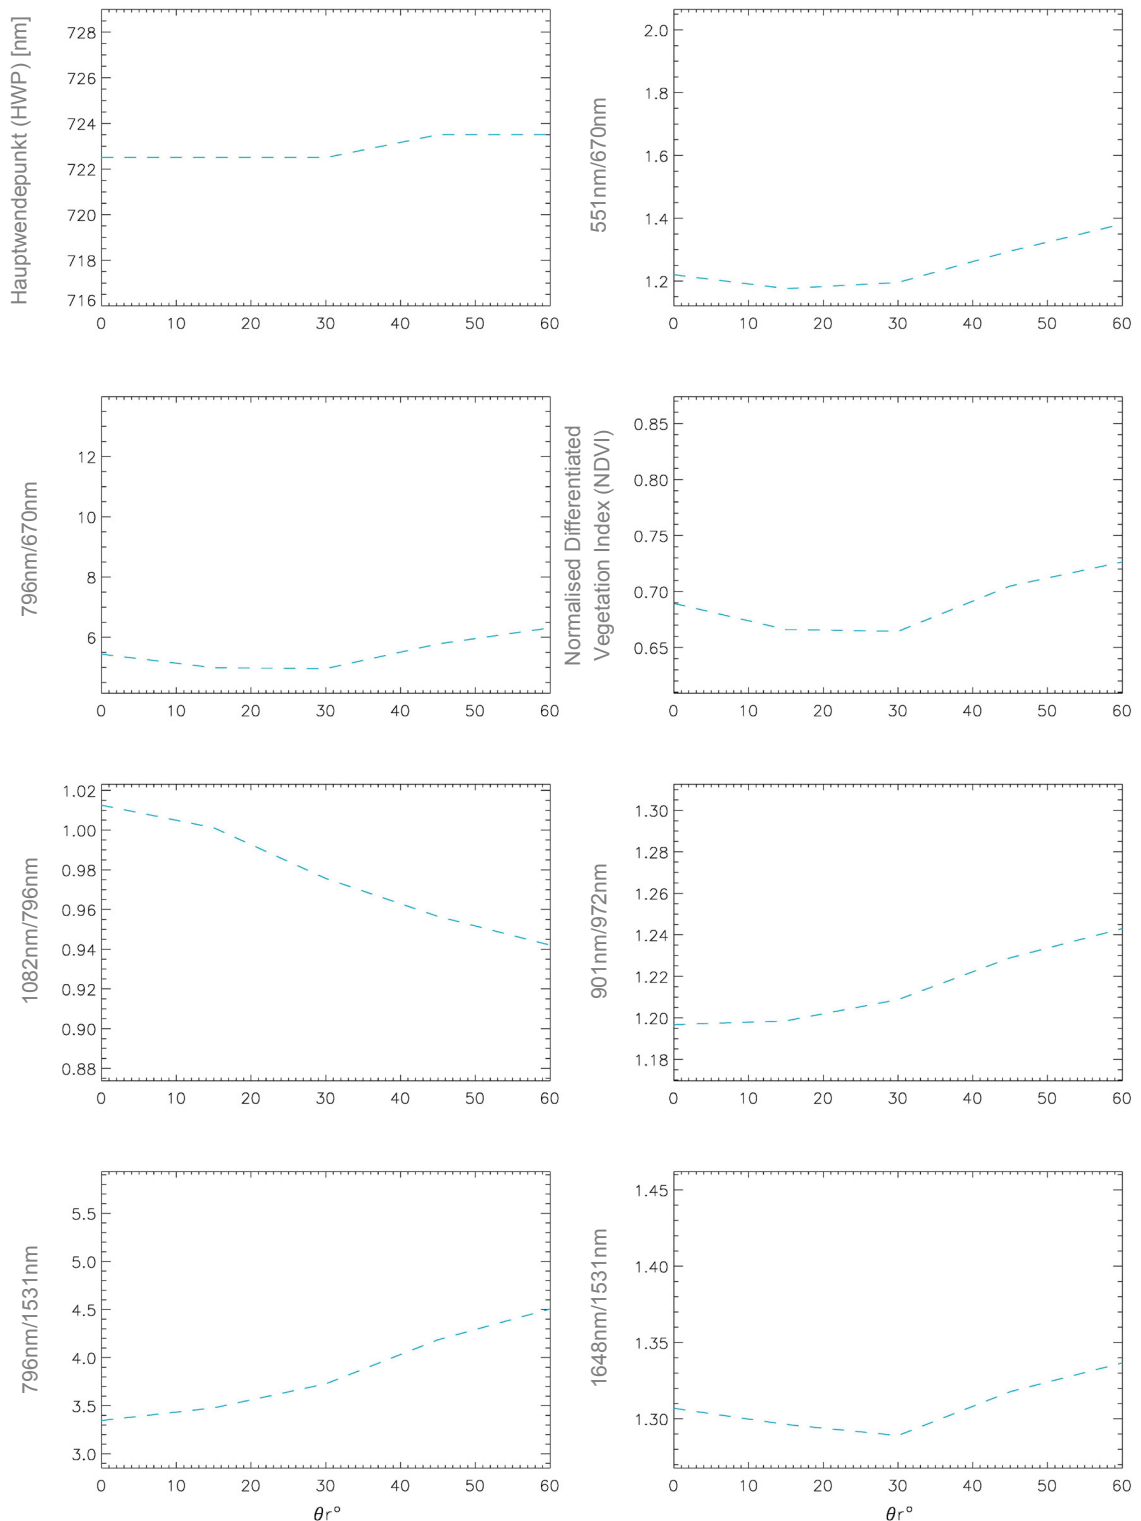 Hauptwendepunkt (HWP) [nm]
728
726
724
722
720
718
716
0 10 20 30 40 50 60
551nm/670nm
2.0
1.8
1.6
1.4
1.2
0 10 20 30 40 50 60
796nm/670nm
12
10
8
6
0 10 20 30 40 50 60
Normalised Differentiated
Vegetation Index (NDVI)
0.85
0.80
0.75
0.70
0.65
0 10 20 30 40 50 60
1082nm/796nm
1.02
1.00
0.98
0.96
0.94
0.92
0.90
0.88
0 10 20 30 40 50 60
901nm/972nm
1.30
1.28
1.26
1.24
1.22
1.20
1.18
0 10 20 30 40 50 60
796nm/1531nm
5.5
5.0
4.5
4.0
3.5
3.0
0 10 20 30 40 50 60
θr°
1648nm/1531nm
1.45
1.40
1.35
1.30
0 10 20 30 40 50 60
θr°